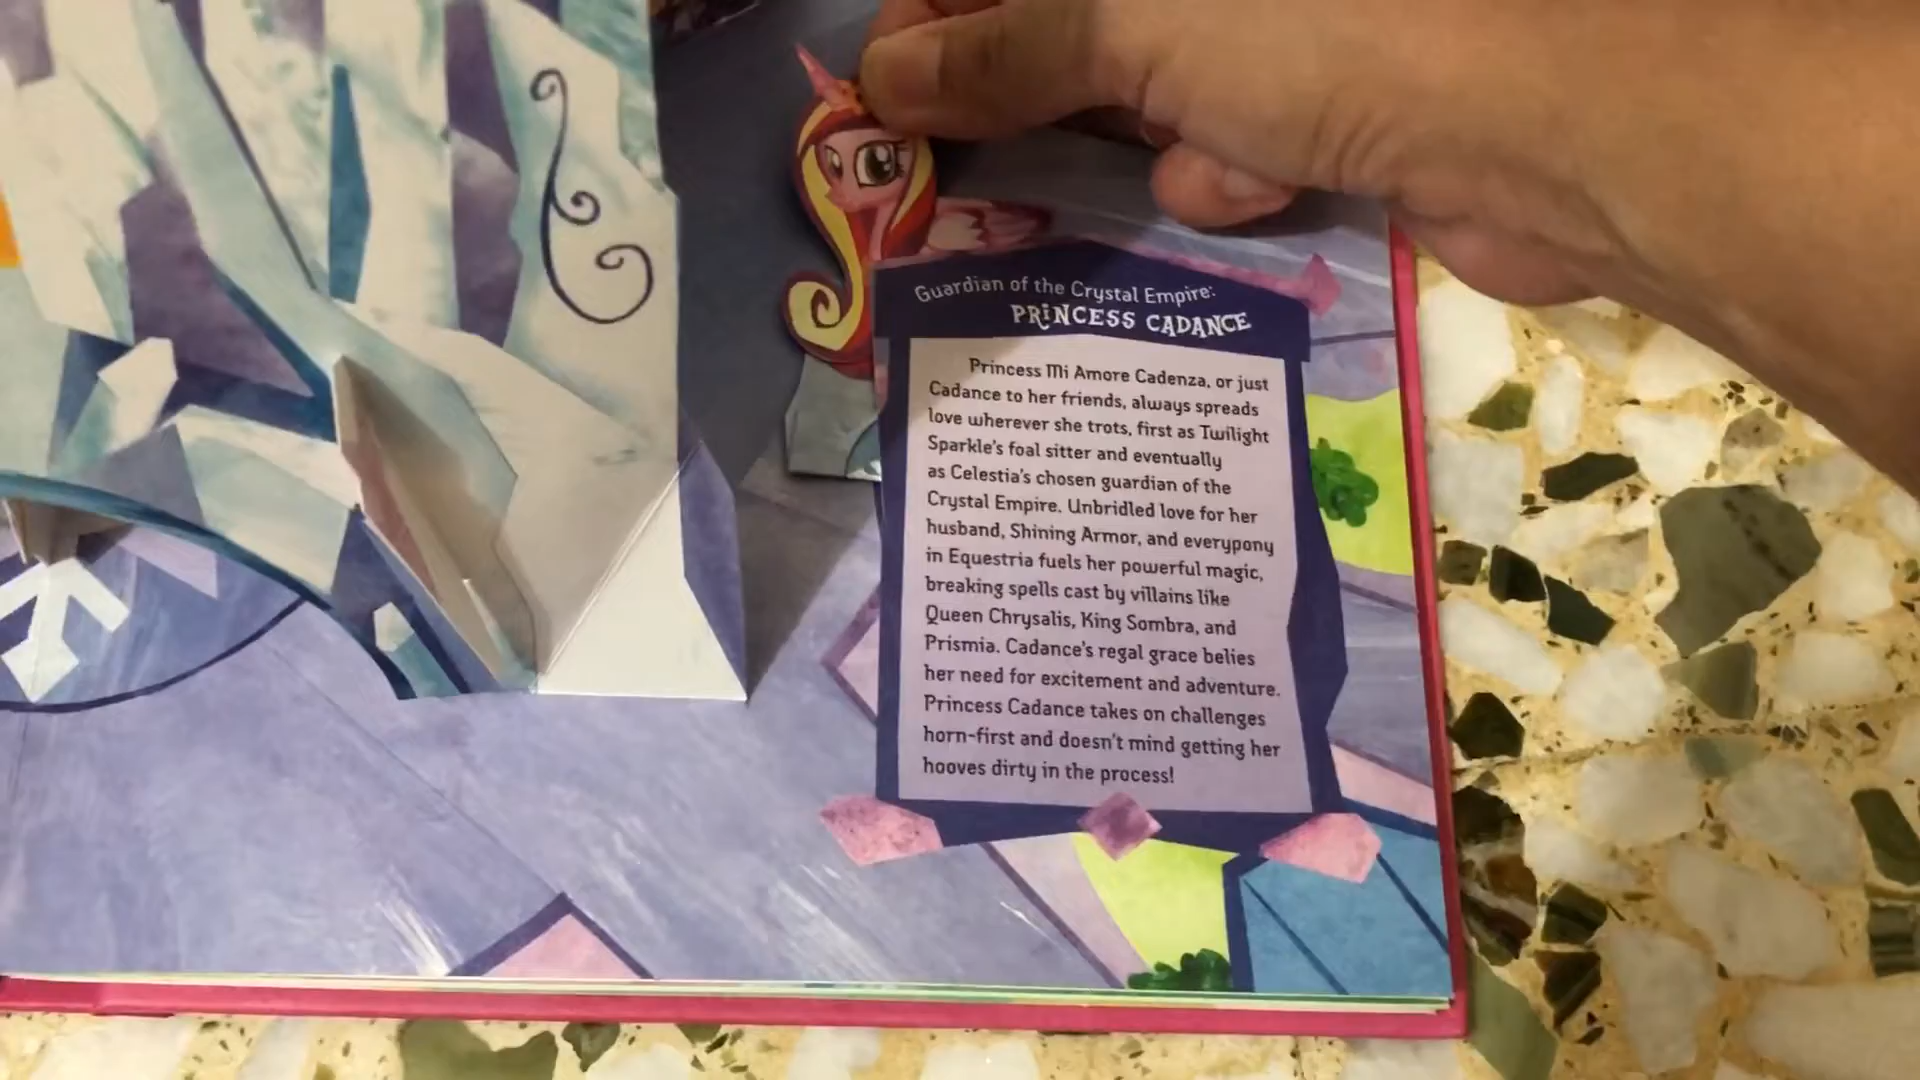 Guardian of the Crystal Empire:
PRINCESS CADANCE
Princess Mi Amore Cadenza, or just
Cadance to her friends, always spreads
love wherever she trots, first as Twilight
Sparkle's foal sitter and eventually
as Celestia's chosen guardian of the
Crystal Empire. Unbridled love for her
husband, Shining Armor, and everypony
in Equestria fuels her powerful magic,
breaking spells cast by villains like
Queen Chrysalis, King Sombra, and
Prismia. Cadance's regal grace belies
her need for excitement and adventure.
Princess Cadance takes on challenges
horn-first and doesn't mind getting her
hooves dirty in the process!